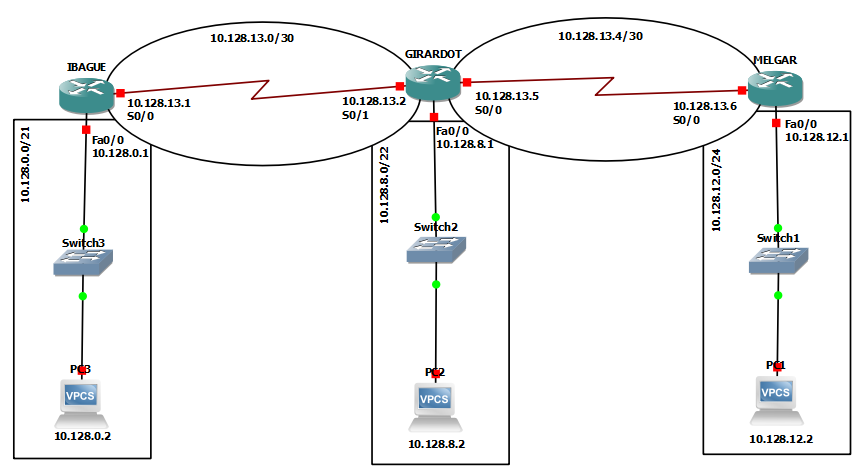 10.128.13.0/30
10.128.13.4/30
IBAGUE
GIRARDOT
MELGAR
10.128.13.1
S0/0
10.128.13.2
S0/1
10.128.13.5
S0/0
10.128.13.6
S0/0
Fa0/0
10.128.0.1
Fa0/0
10.128.8.1
Fa0/0
10.128.12.1
10.128.0.0/21
10.128.8.0/22
10.128.12.0/24
Switch3
Switch2
Switch1
PC3
PC2
PC1
VPCS
VPCS
VPCS
10.128.0.2
10.128.8.2
10.128.12.2